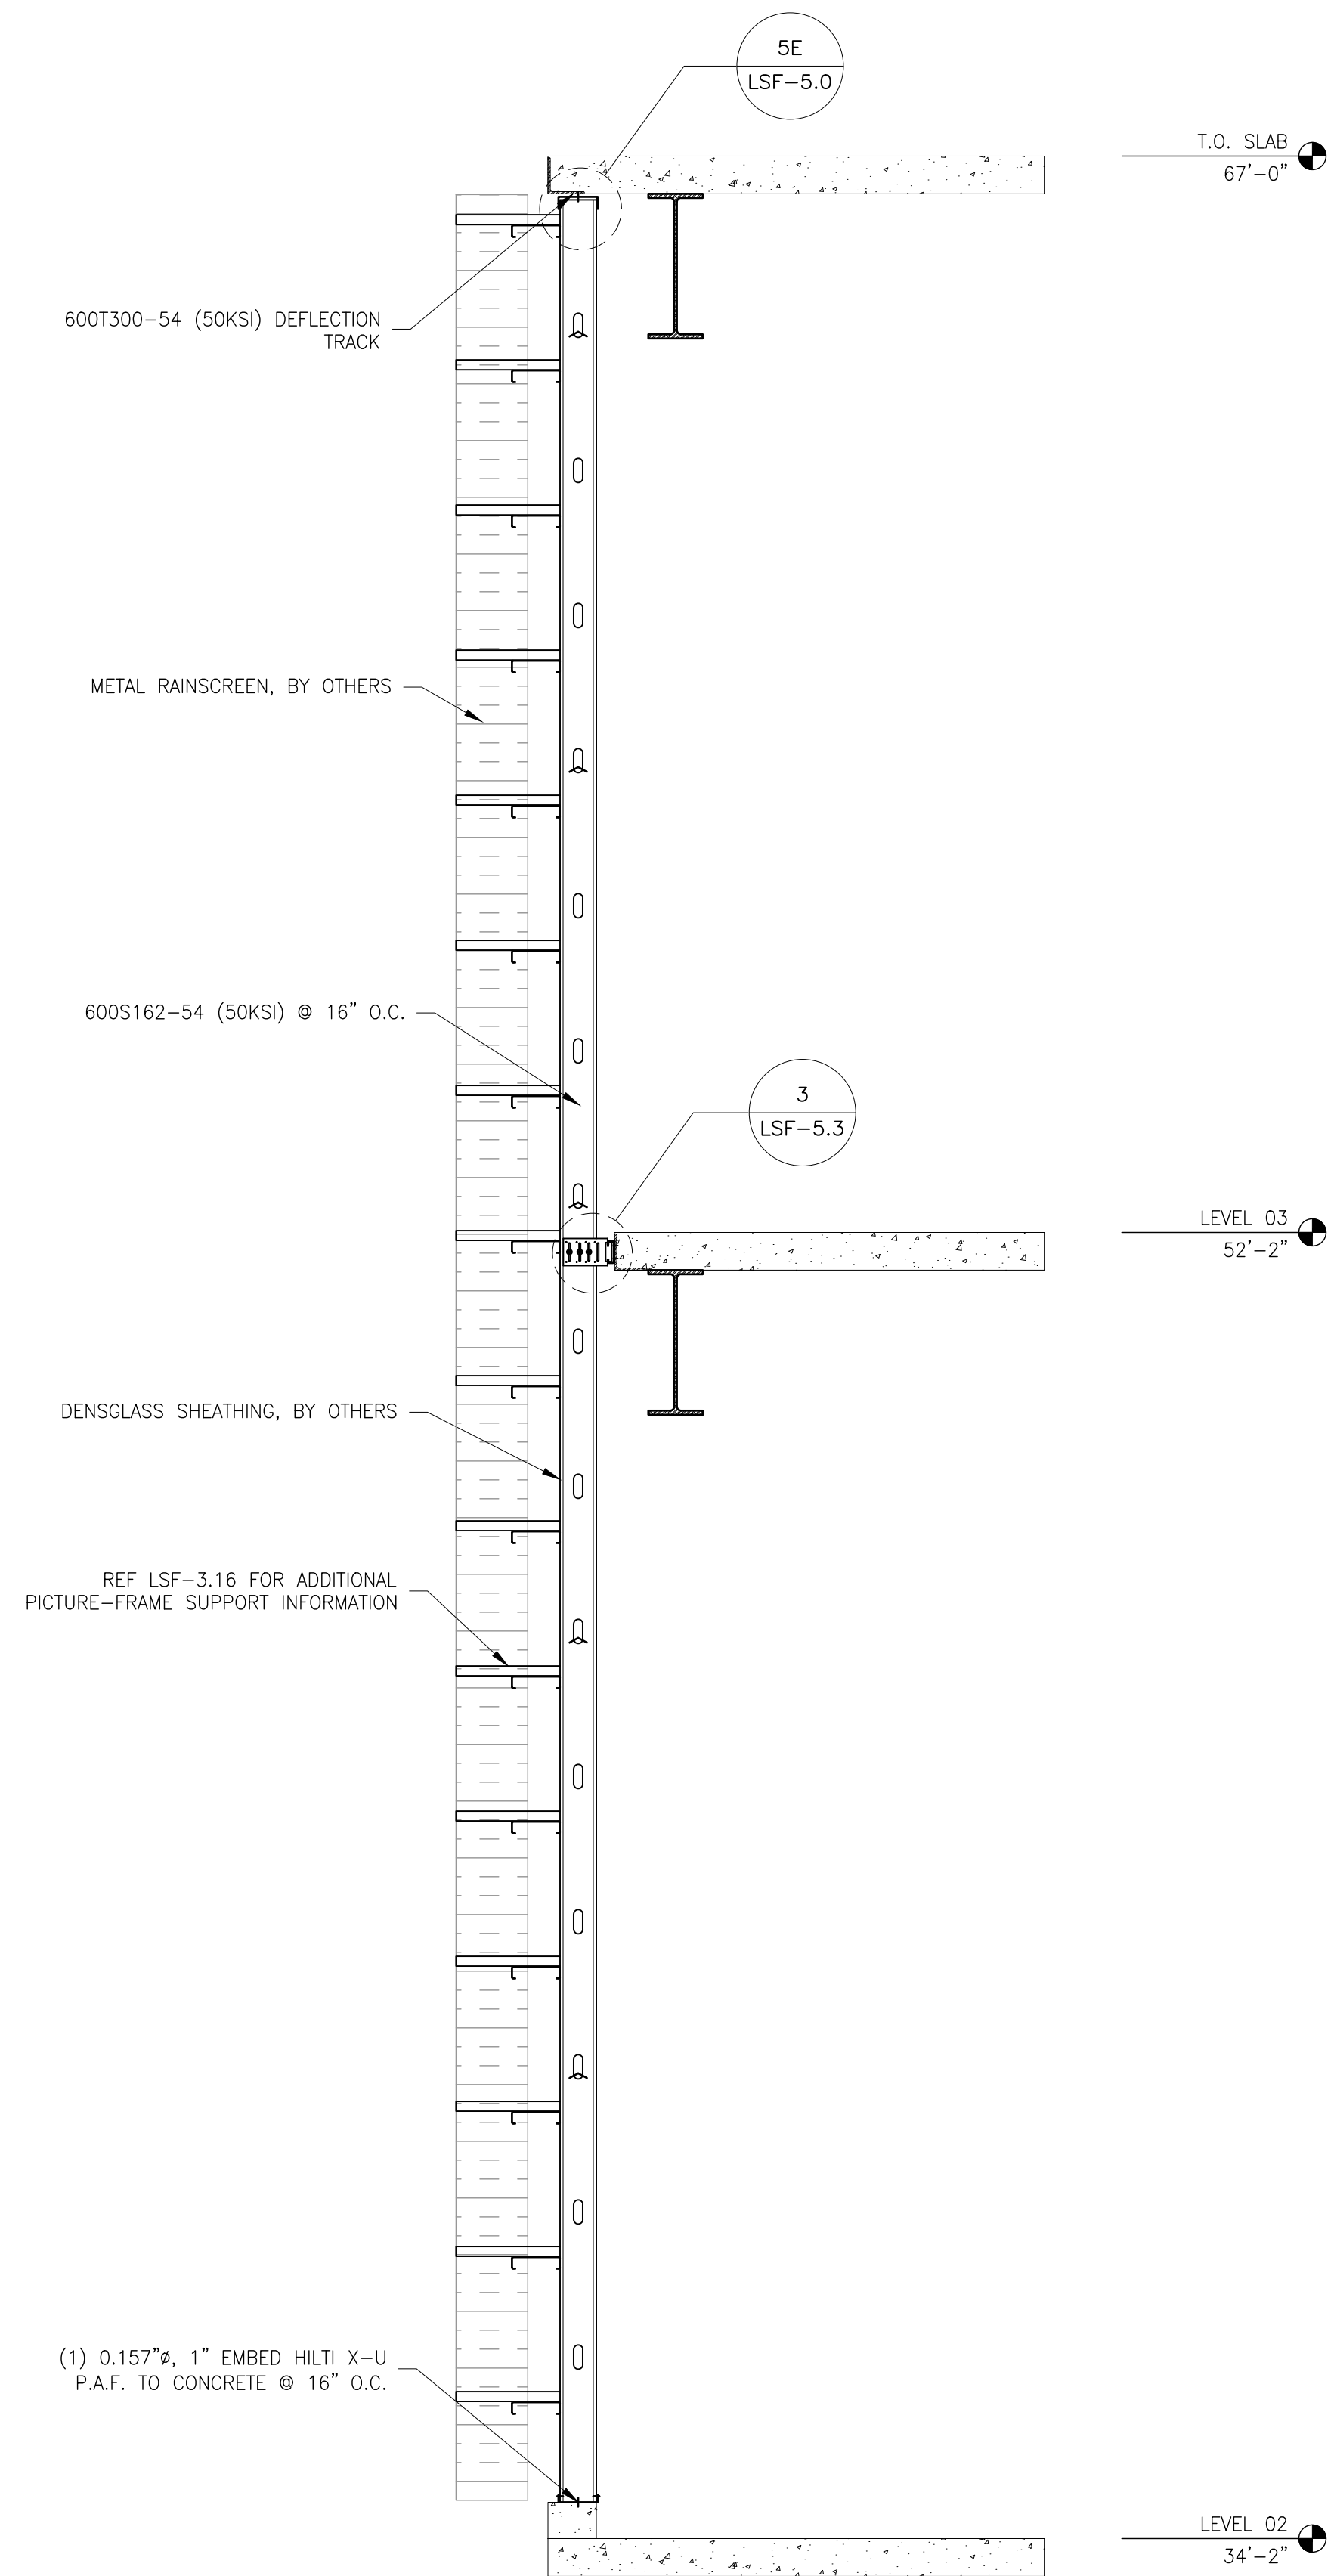 5E
LSF-5.0
T.O. SLAB
67'-0"
600T300-54 (50KSI) DEFLECTION
TRACK
METAL RAINSCREEN, BY OTHERS
600S162-54 (50KSI) @ 16" O.C.
3
LSF-5.3
LEVEL 03
52'-2"
DENSGLASS SHEATHING, BY OTHERS
REF LSF-3.16 FOR ADDITIONAL
PICTURE-FRAME SUPPORT INFORMATION
(1) 0.157"ø, 1" EMBED HILTI X-U
P.A.F. TO CONCRETE @ 16" O.C.
LEVEL 02
34'-2"